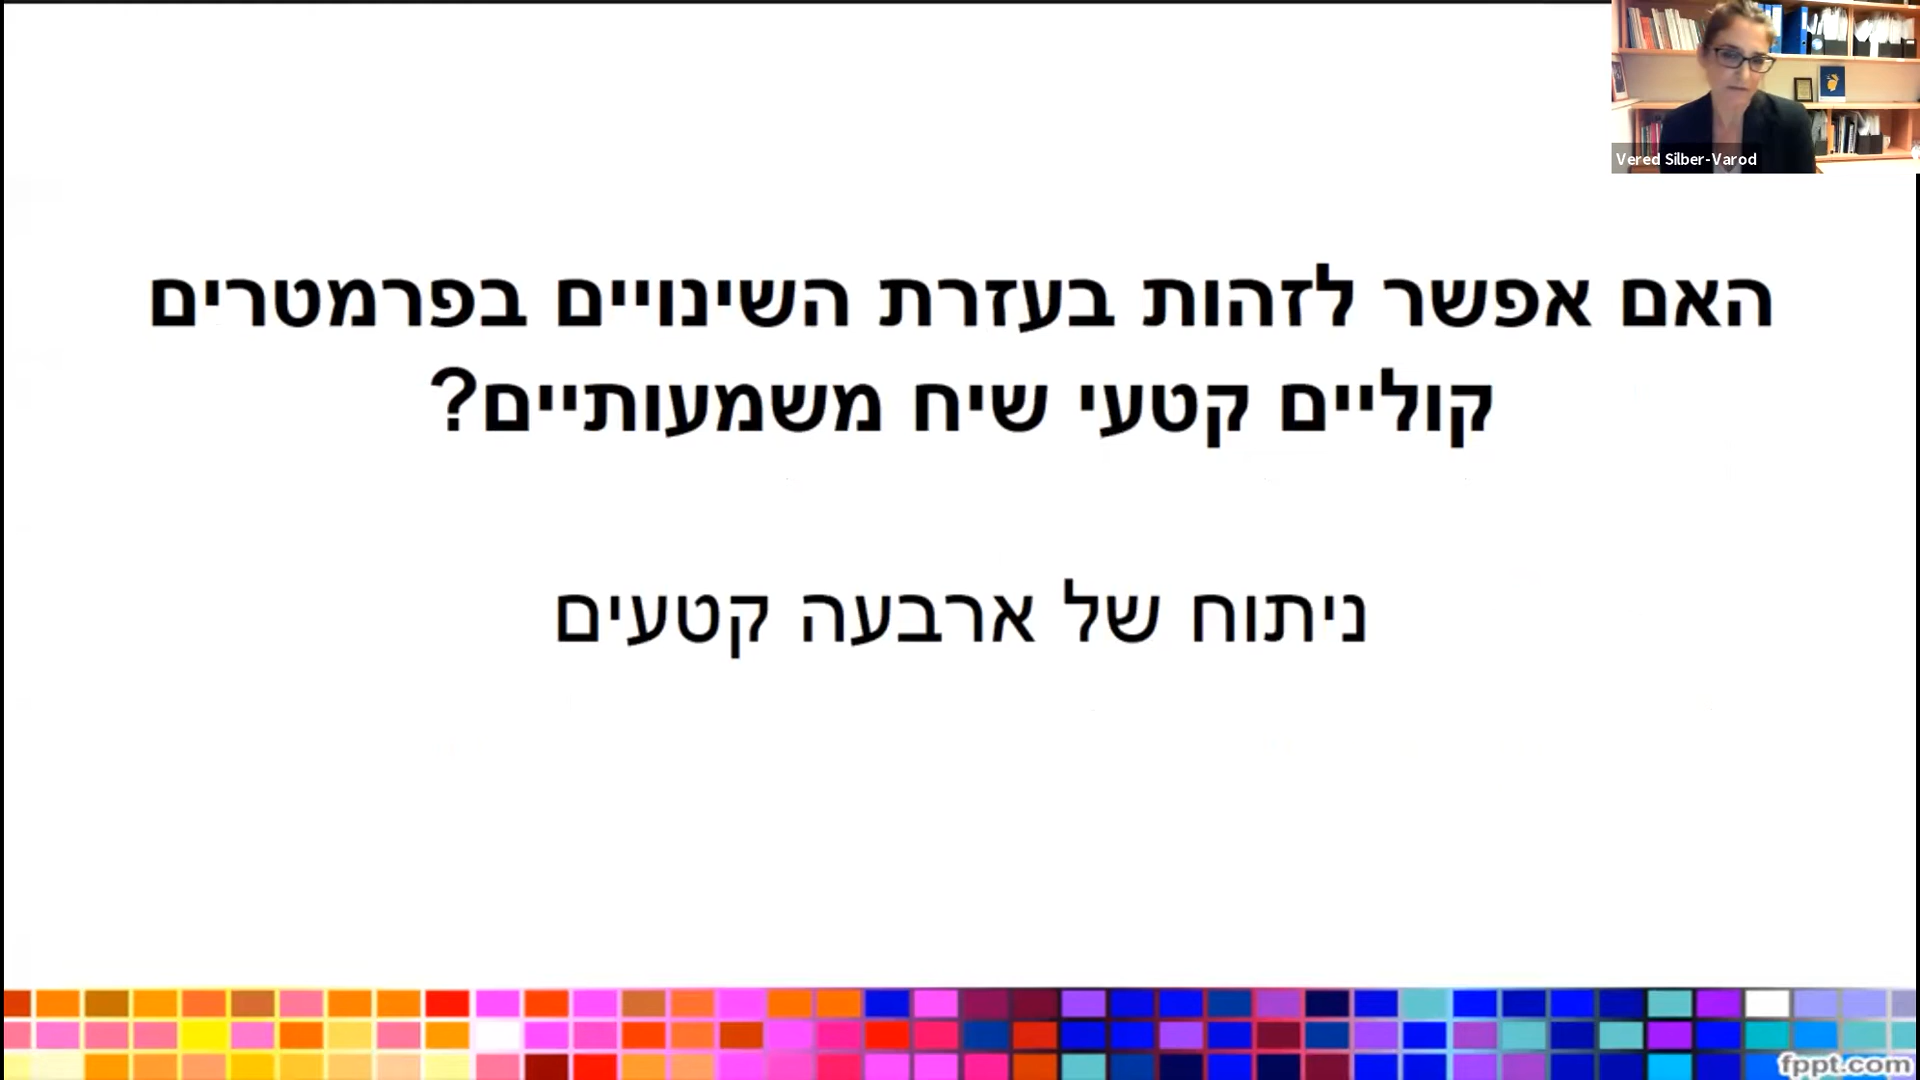 Vered Silber-Varod
האם אפשר לזהות בעזרת השינויים בפרמטרים
קוליים קטעי שיח משמעותיים?
ניתוח של ארבעה קטעים
fppt.com